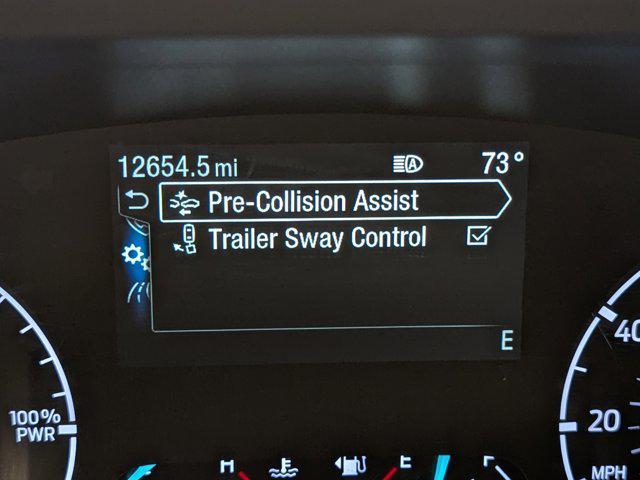 12654.5 mi A 73°
Pre-Collision Assist
Trailer Sway Control
E
40
100% PWR
20
MPH
H E F